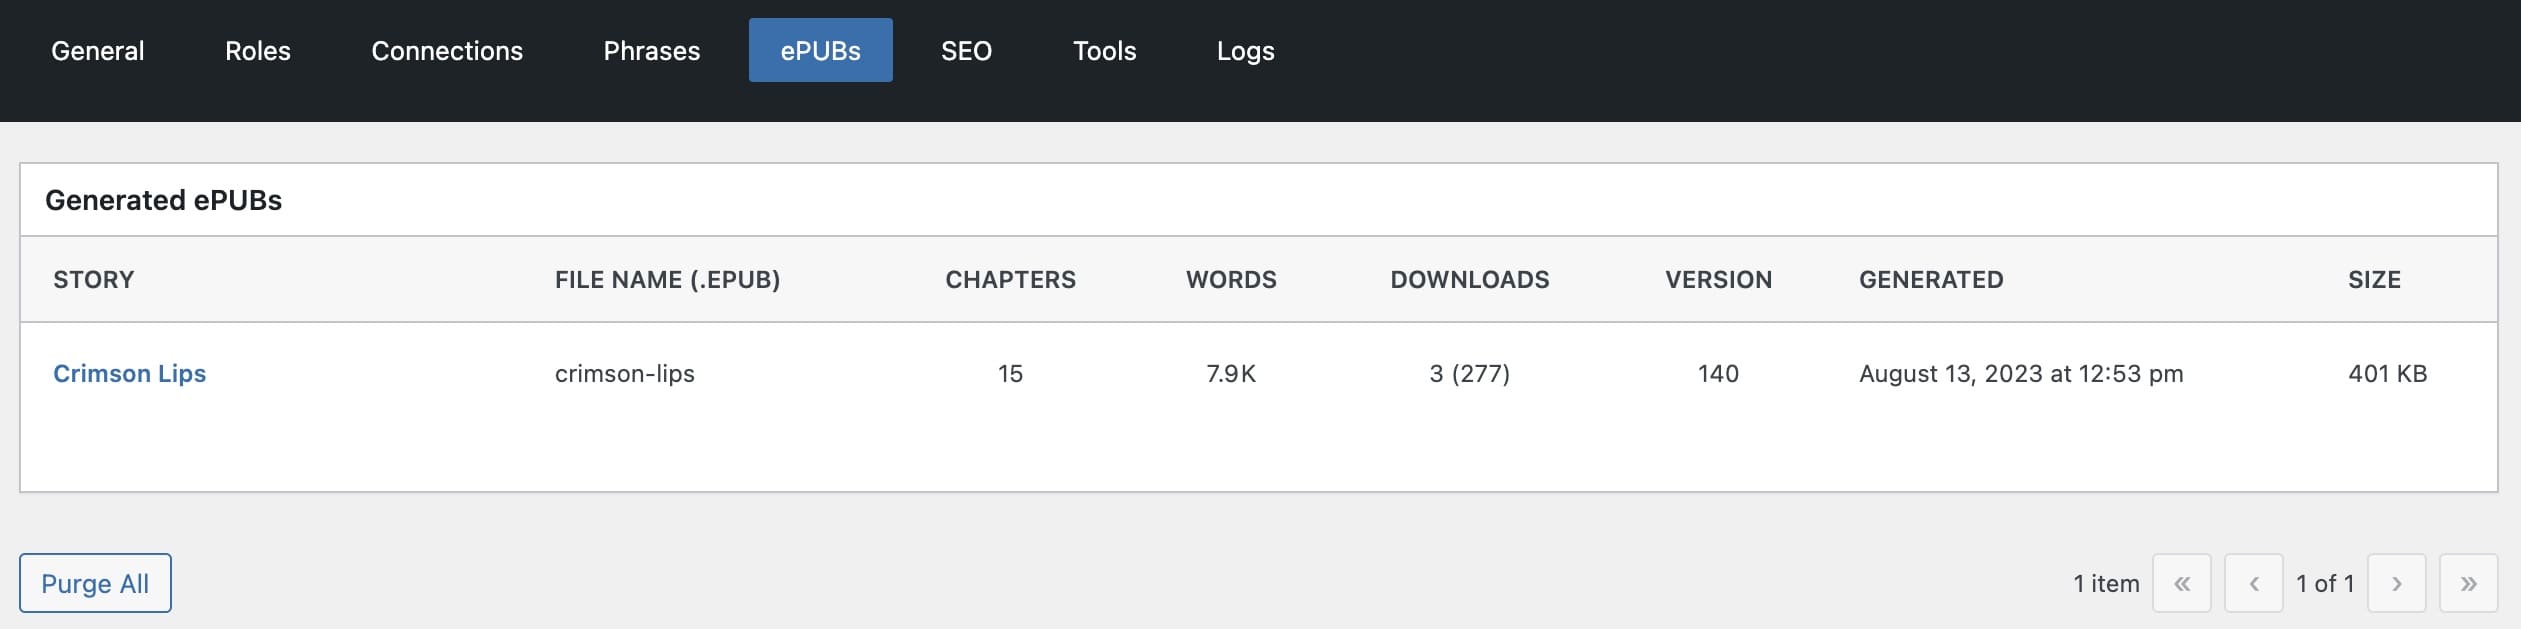 General Roles Connections Phrases ePUBs SEO Tools Logs
Generated ePUBs
STORY FILE NAME (.EPUB) CHAPTERS WORDS DOWNLOADS VERSION GENERATED SIZE
Crimson Lips crimson-lips 15 7.9K 3 (277) 140 August 13, 2023 at 12:53 pm 401 KB
Purge All 1 item « ‹ 1 of 1 › »